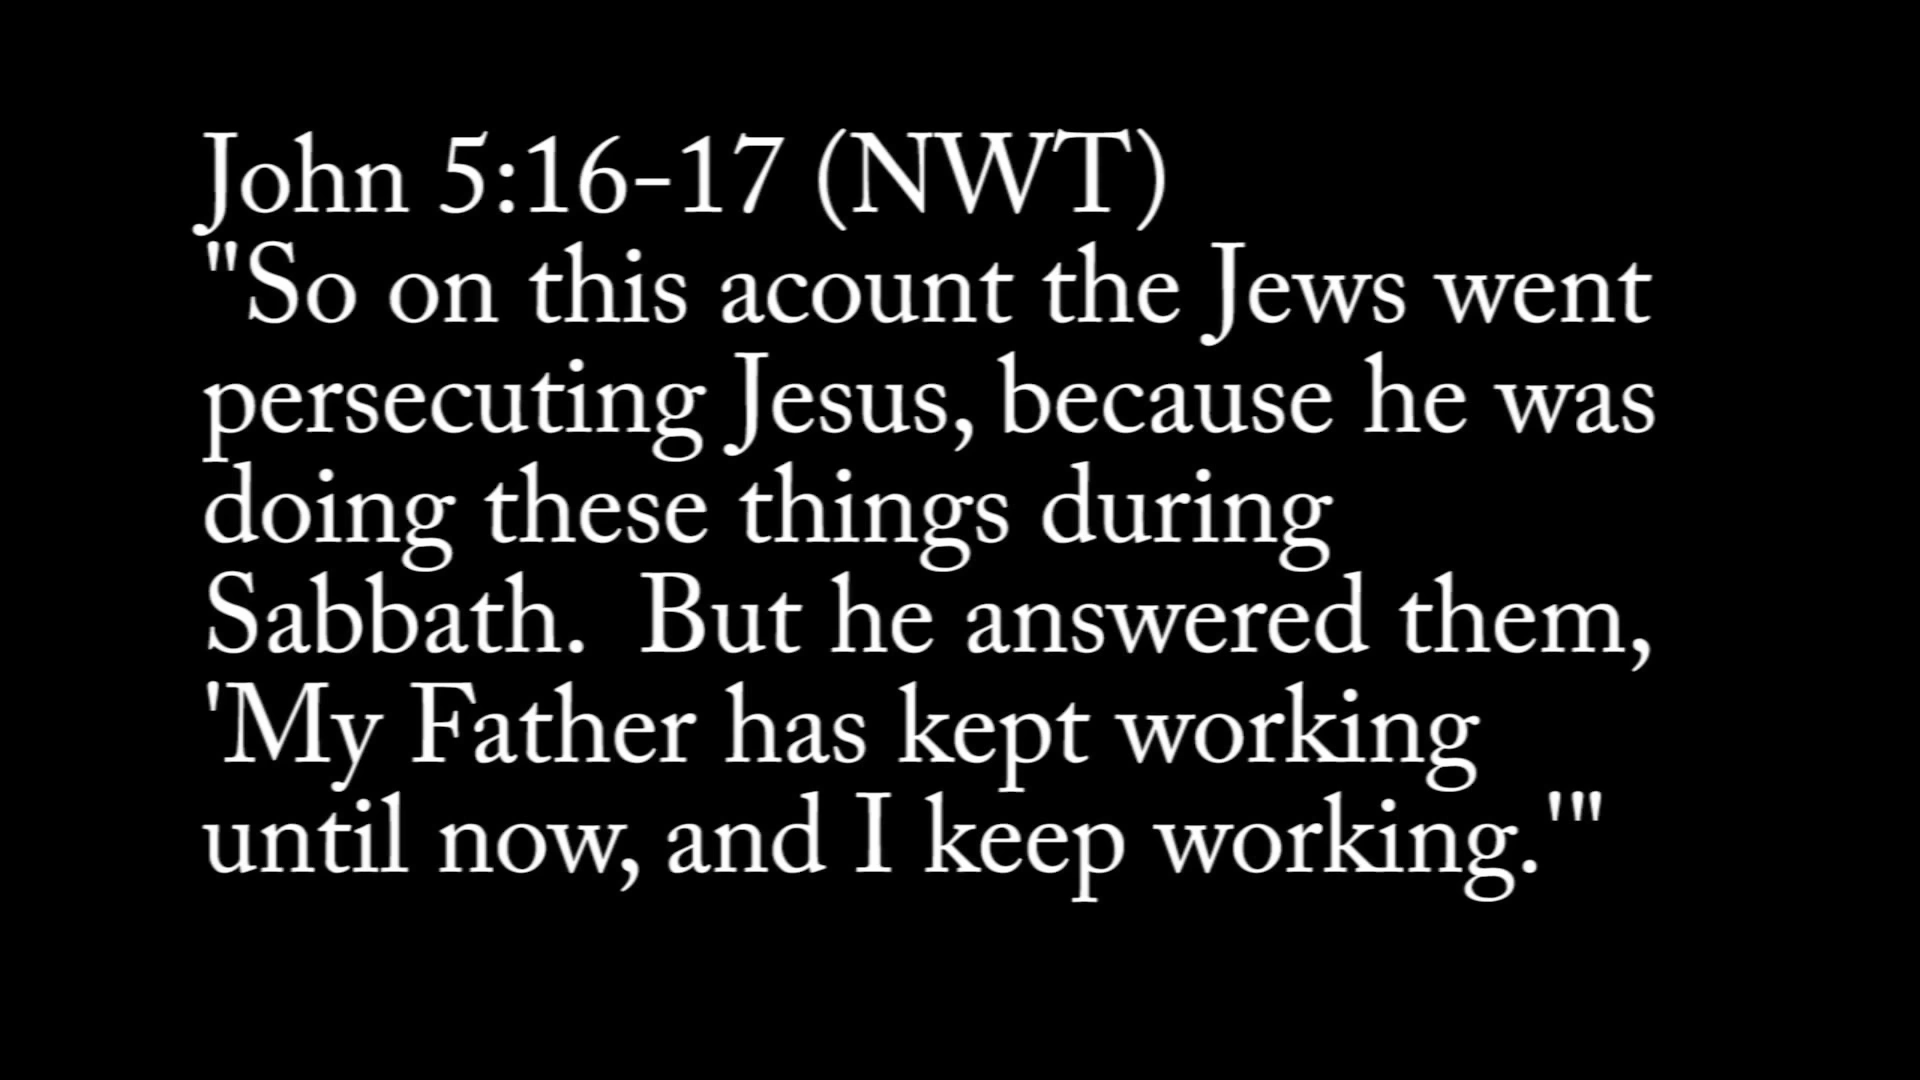 John 5:16-17 (NWT)
"So on this acount the Jews went
persecuting Jesus, because he was
doing these things during
Sabbath.  But he answered them,
'My Father has kept working
until now, and I keep working.'"